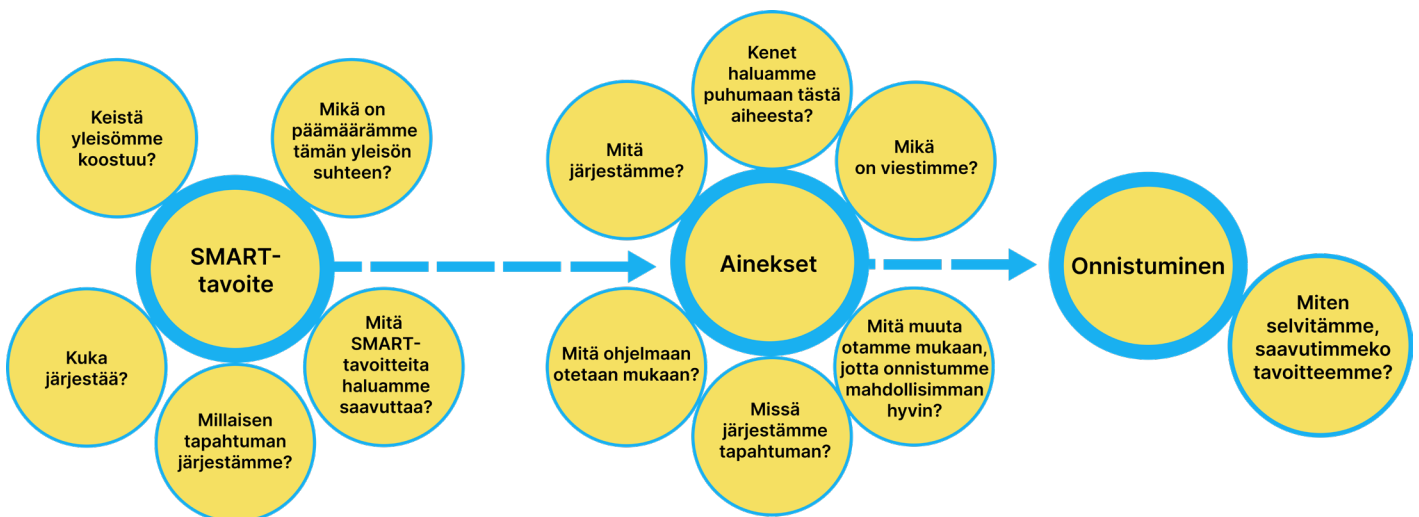 Keistä
yleisömme
koostuu?
Mikä on
päämäärämme
tämän yleisön
suhteen?
SMART-
tavoite
Kuka
järjestää?
Millaisen
tapahtuman
järjestämme?
Mitä
SMART-
tavoitteita
haluamme
saavuttaa?
Mitä
järjestämme?
Kenet
haluamme
puhumaan tästä
aiheesta?
Mikä
on viestimme?
Ainekset
Mitä ohjelmaan
otetaan mukaan?
Missä
järjestämme
tapahtuman?
Mitä muuta
otamme mukaan,
jotta onnistumme
mahdollisimman
hyvin?
Onnistuminen
Miten
selvitämme,
saavutimmeko
tavoitteemme?